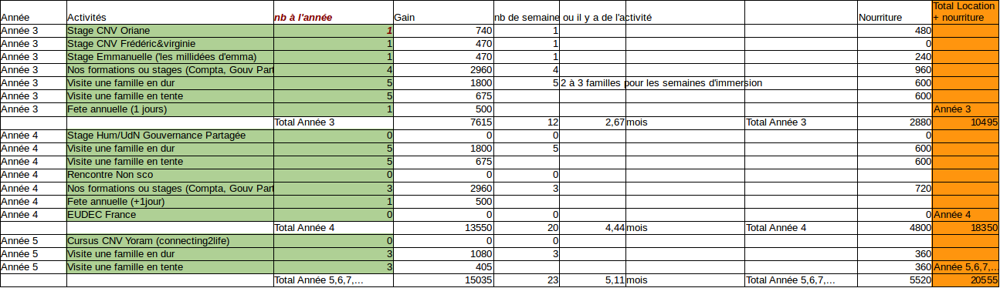 Année Activités nb à l'année Gain nb de semaine ou il y a de l'activité Nourriture Total Location + nourriture
Année 3 Stage CNV Oriane 1 740 1 480
Année 3 Stage CNV Frédéric&virginie 1 470 1 0
Année 3 Stage Emmanuelle ('les millidées d'emma) 1 470 1 240
Année 3 Nos formations ou stages (Compta, Gouv Part 4 2960 4 960
Année 3 Visite une famille en dur 5 1800 5 2 à 3 familles pour les semaines d'immersion 600
Année 3 Visite une famille en tente 5 675 600
Année 3 Fete annuelle (1 jours) 1 500 Année 3
Total Année 3 7615 12 2,67 mois Total Année 3 2880 10495
Année 4 Stage Hum/UdN Gouvernance Partagée 0 0 0 0
Année 4 Visite une famille en dur 5 1800 5 600
Année 4 Visite une famille en tente 5 675 600
Année 4 Rencontre Non sco 0 0 0
Année 4 Nos formations ou stages (Compta, Gouv Part 3 2960 3 720
Année 4 Fete annuelle (+1jour) 1 500
Année 4 EUDEC France 0 0 0 0 Année 4
Total Année 4 13550 20 4,44 mois Total Année 4 4800 18350
Année 5 Cursus CNV Yoram (connecting2life) 0 0 0
Année 5 Visite une famille en dur 3 1080 3 360
Année 5 Visite une famille en tente 3 405 360 Année 5,6,7,...
Total Année 5,6,7,... 15035 23 5,11 mois Total Année 5,6,7,... 5520 20555